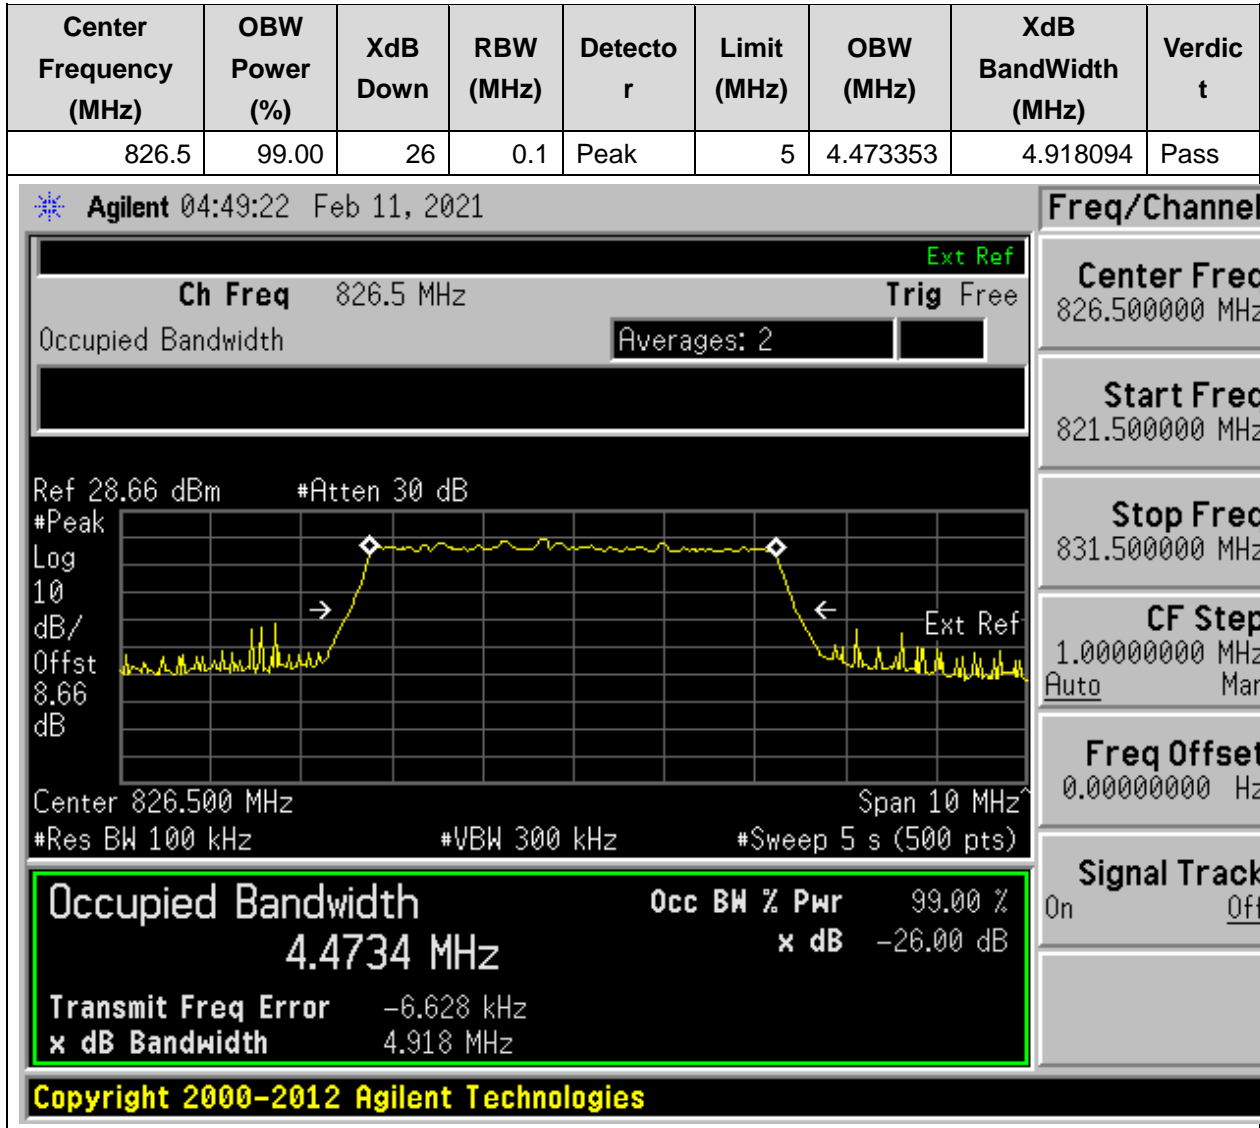 Center Frequency (MHz) OBW Power (%) XdB Down RBW (MHz) Detecto r Limit (MHz) OBW (MHz) XdB BandWidth (MHz) Verdic t
826.5 99.00 26 0.1 Peak 5 4.473353 4.918094 Pass
Agilent 04:49:22 Feb 11, 2021
Ext Ref
Ch Freq 826.5 MHz Trig Free
Occupied Bandwidth Averages: 2
Ref 28.66 dBm #Atten 30 dB
#Peak
Log
10
dB/
Offst
8.66
dB
Ext Ref
Center 826.500 MHz Span 10 MHz^
#Res BW 100 kHz #VBW 300 kHz #Sweep 5 s (500 pts)
Occupied Bandwidth Occ BW % Pwr 99.00 %
4.4734 MHz x dB -26.00 dB
Transmit Freq Error -6.628 kHz
x dB Bandwidth 4.918 MHz
Copyright 2000-2012 Agilent Technologies
Freq/Channel
Center Freq
826.500000 MHz
Start Freq
821.500000 MHz
Stop Freq
831.500000 MHz
CF Step
1.00000000 MHz
Auto Man
Freq Offset
0.00000000 Hz
Signal Track
On Off